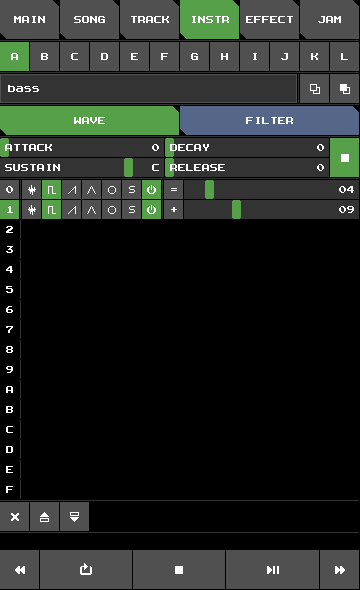 MAIN SONG TRACK INSTR EFFECT JAM
A B C D E F G H I J K L
bass
WAVE FILTER
ATTACK 0 DECAY 0
SUSTAIN C RELEASE 0
0 S = 04
1 S + 09
2
3
4
5
6
7
8
9
A
B
C
D
E
F